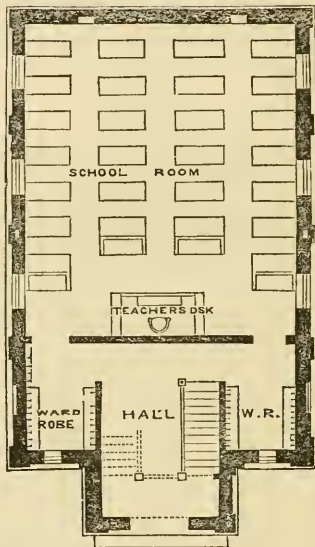 SCHOOL ROOM
TEACHERS DSK
WARD
ROBE
HALL
W.R.